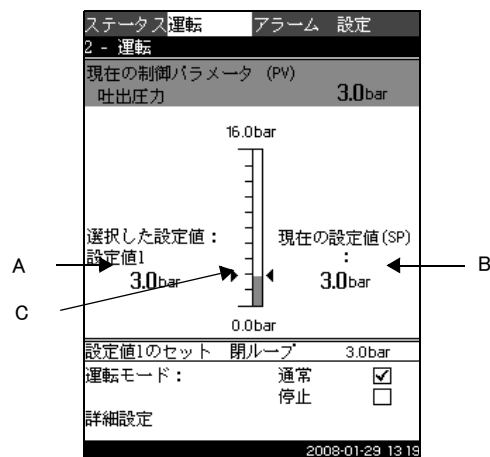 ステータス 運転 アラーム 設定
2 - 運転
現在の制御パラメータ (PV)
吐出圧力 3.0bar
16.0bar
選択した設定値： 現在の設定値(SP)
設定値1 :
3.0bar 3.0bar
A
B
C
0.0bar
設定値1のセット 閉ループ 3.0bar
運転モード： 通常
停止
詳細設定
2008-01-29 13:19